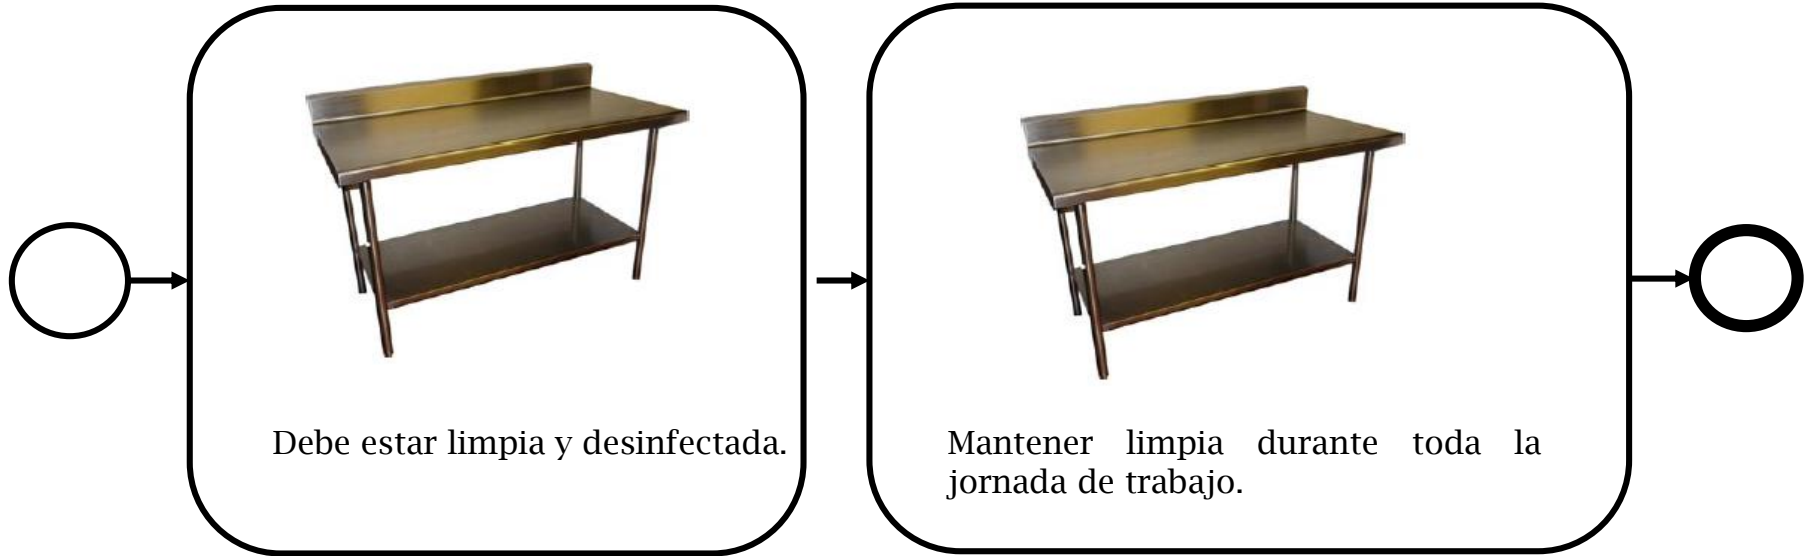 Debe estar limpia y desinfectada.
Mantener limpia durante toda la
jornada de trabajo.